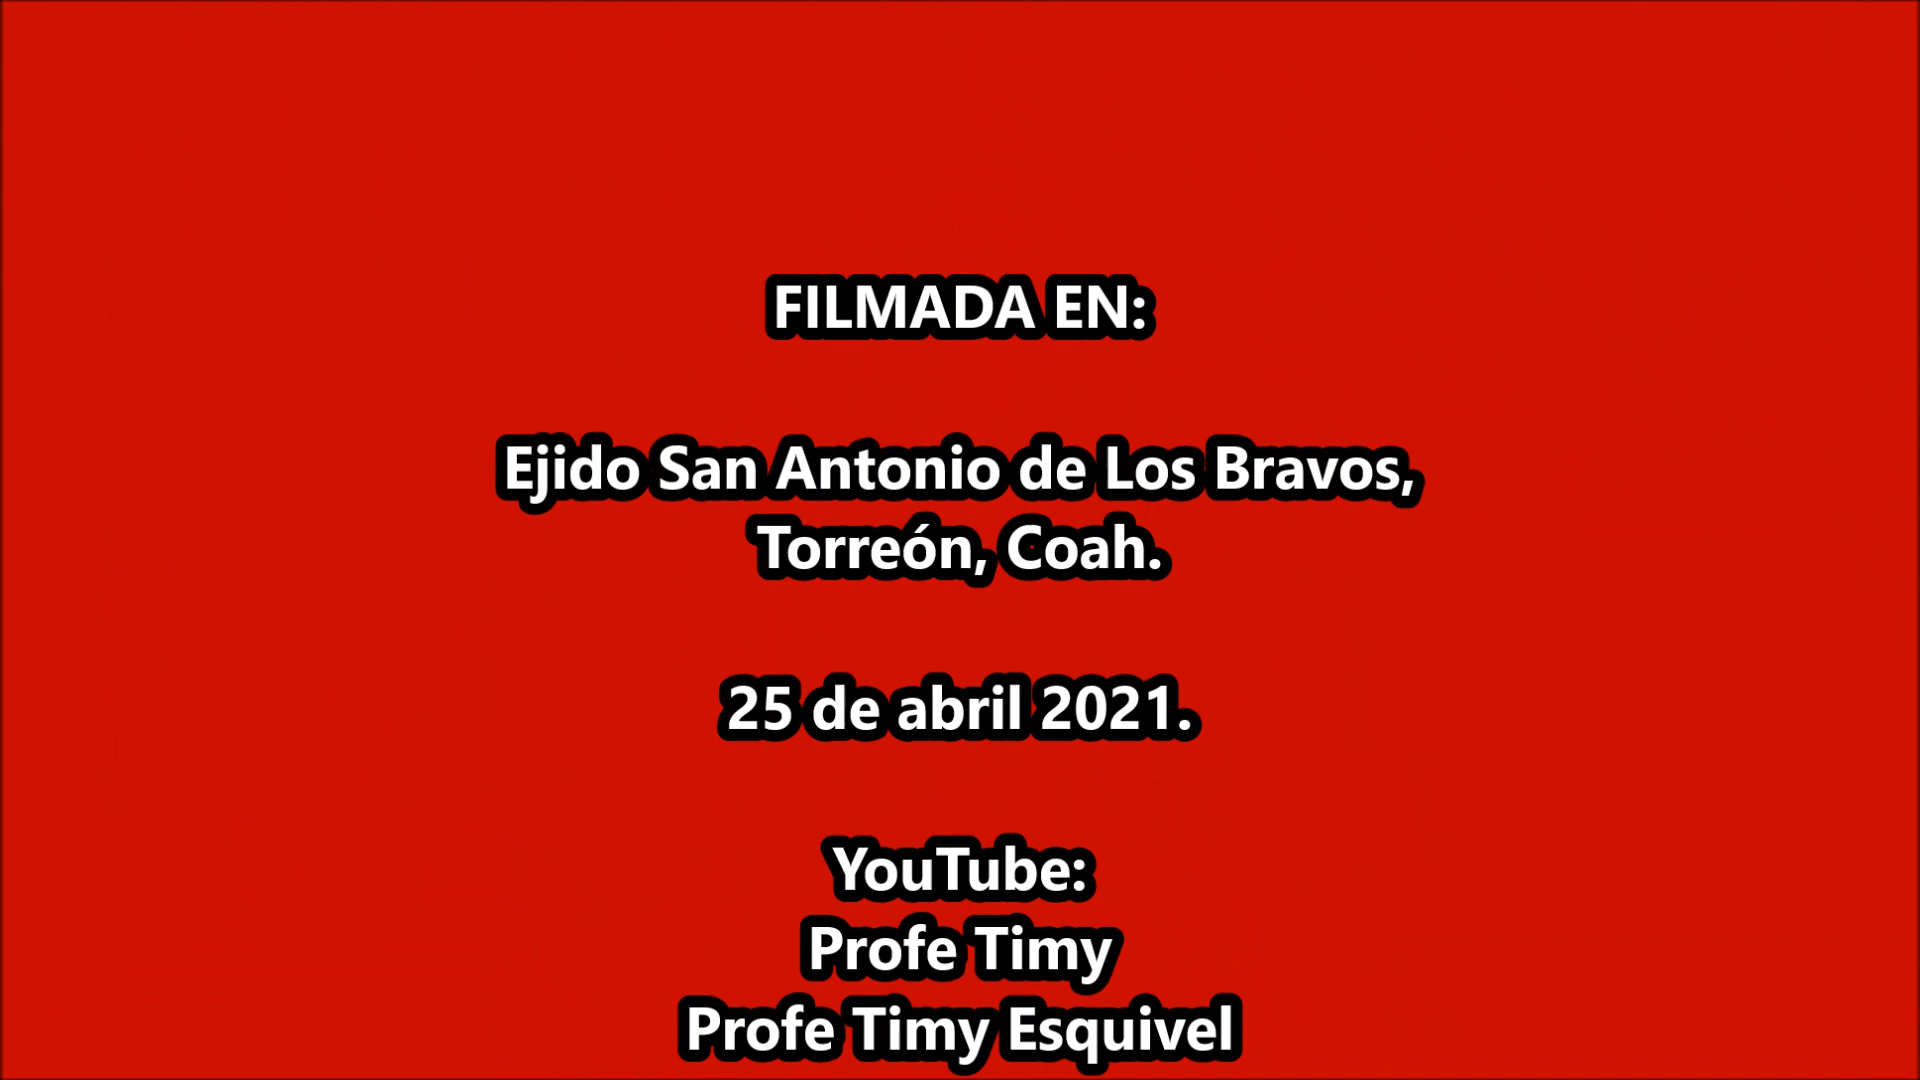 FILMADA EN:
Ejido San Antonio de Los Bravos,
Torreón, Coah.
25 de abril 2021.
YouTube:
Profe Timy
Profe Timy Esquivel